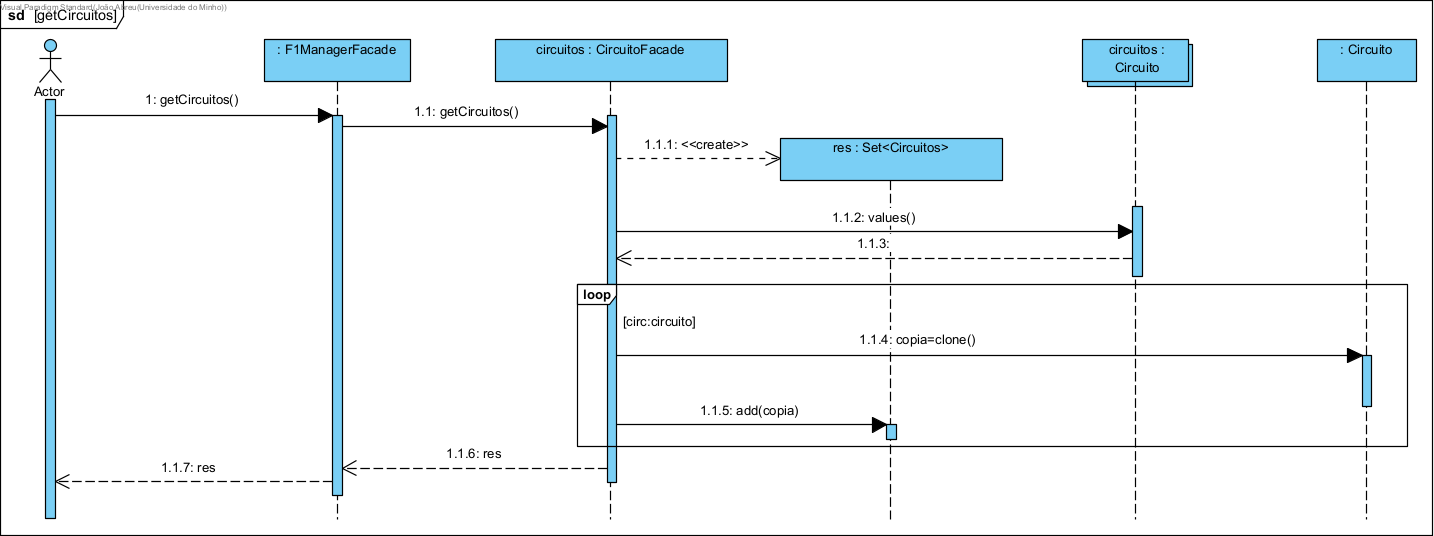 Visual Paradigm Standard(João Abreu(Universidade do Minho))
sd [getCircuitos]
Actor
: F1ManagerFacade
circuitos : CircuitoFacade
circuitos :
Circuito
: Circuito
1: getCircuitos()
1.1: getCircuitos()
1.1.1: <<create>>
res : Set<Circuitos>
1.1.2: values()
1.1.3:
loop
[circ:circuito]
1.1.4: copia=clone()
1.1.5: add(copia)
1.1.6: res
1.1.7: res